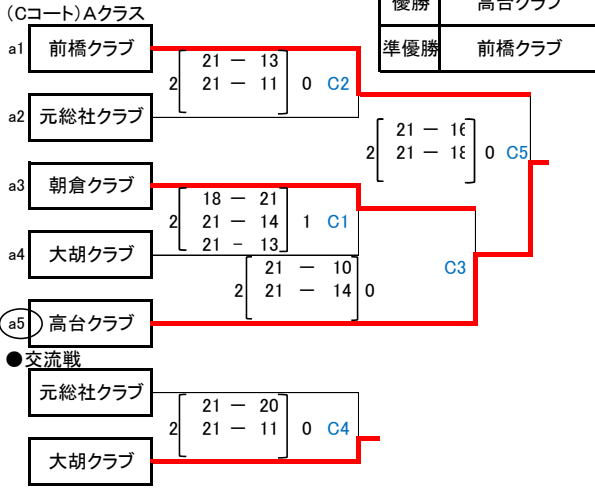 (Cコート)Aクラス
優勝 高台クラブ
準優勝 前橋クラブ
a1 前橋クラブ
21 － 13
2 21 － 11 0 C2
a2 元総社クラブ
21 － 16
2 21 － 18 0 C5
a3 朝倉クラブ
18 － 21
2 21 － 14 1 C1
21 － 13
a4 大胡クラブ
21 － 10 C3
2 21 － 14 0
a5 高台クラブ
●交流戦
元総社クラブ
21 － 20
2 21 － 11 0 C4
大胡クラブ